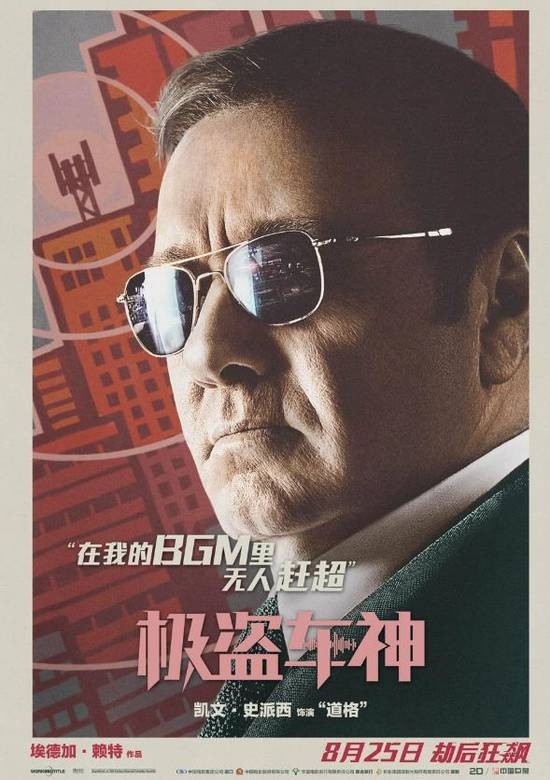 “在我的BGM里
无人赶超”
极盗车神
凯文·史派西 饰演 “道格”
埃德加·赖特 作品
8月25日 劫后狂飙
WORKING TITLE